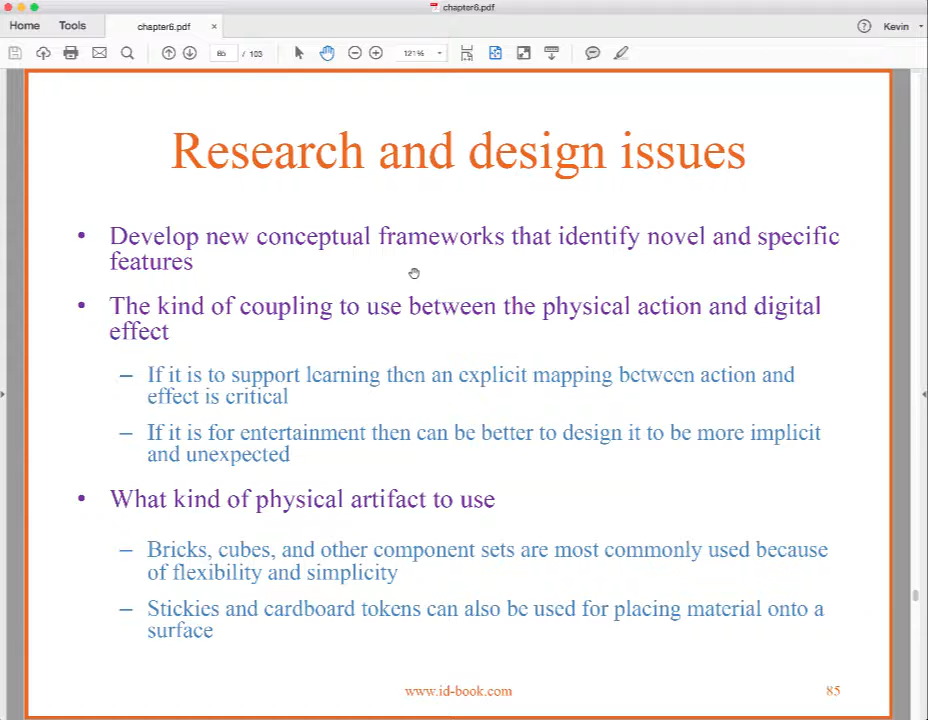 chapter6.pdf
Home
Tools
chapter6.pdf ×
Kevin
86 / 103
121%
Research and design issues
• Develop new conceptual frameworks that identify novel and specific
features
• The kind of coupling to use between the physical action and digital
effect
– If it is to support learning then an explicit mapping between action and
effect is critical
– If it is for entertainment then can be better to design it to be more implicit
and unexpected
• What kind of physical artifact to use
– Bricks, cubes, and other component sets are most commonly used because
of flexibility and simplicity
– Stickies and cardboard tokens can also be used for placing material onto a
surface
www.id-book.com
85